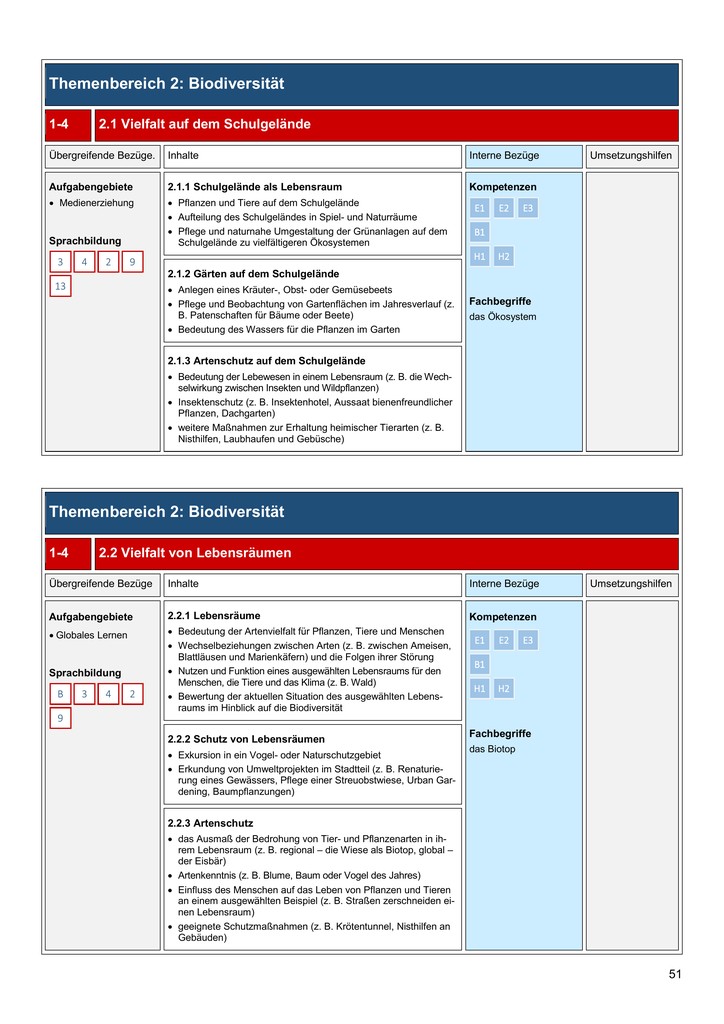 Themenbereich 2: Biodiversität
1-4 2.1 Vielfalt auf dem Schulgelände
Übergreifende Bezüge. Inhalte Interne Bezüge Umsetzungshilfen
Aufgabengebiete
• Medienerziehung
Sprachbildung
3 4 2 9
13
2.1.1 Schulgelände als Lebensraum
• Pflanzen und Tiere auf dem Schulgelände
• Aufteilung des Schulgeländes in Spiel- und Naturräume
• Pflege und naturnahe Umgestaltung der Grünanlagen auf dem
Schulgelände zu vielfältigeren Ökosystemen
2.1.2 Gärten auf dem Schulgelände
• Anlegen eines Kräuter-, Obst- oder Gemüsebeets
• Pflege und Beobachtung von Gartenflächen im Jahresverlauf (z.
B. Patenschaften für Bäume oder Beete)
• Bedeutung des Wassers für die Pflanzen im Garten
2.1.3 Artenschutz auf dem Schulgelände
• Bedeutung der Lebewesen in einem Lebensraum (z. B. die Wech-
selwirkung zwischen Insekten und Wildpflanzen)
• Insektenschutz (z. B. Insektenhotel, Aussaat bienenfreundlicher
Pflanzen, Dachgarten)
• weitere Maßnahmen zur Erhaltung heimischer Tierarten (z. B.
Nisthilfen, Laubhaufen und Gebüsche)
Kompetenzen
E1 E2 E3
B1
H1 H2
Fachbegriffe
das Ökosystem
Themenbereich 2: Biodiversität
1-4 2.2 Vielfalt von Lebensräumen
Übergreifende Bezüge Inhalte Interne Bezüge Umsetzungshilfen
Aufgabengebiete
• Globales Lernen
Sprachbildung
B 3 4 2
9
2.2.1 Lebensräume
• Bedeutung der Artenvielfalt für Pflanzen, Tiere und Menschen
• Wechselbeziehungen zwischen Arten (z. B. zwischen Ameisen,
Blattläusen und Marienkäfern) und die Folgen ihrer Störung
• Nutzen und Funktion eines ausgewählten Lebensraums für den
Menschen, die Tiere und das Klima (z. B. Wald)
• Bewertung der aktuellen Situation des ausgewählten Lebens-
raums im Hinblick auf die Biodiversität
2.2.2 Schutz von Lebensräumen
• Exkursion in ein Vogel- oder Naturschutzgebiet
• Erkundung von Umweltprojekten im Stadtteil (z. B. Renaturie-
rung eines Gewässers, Pflege einer Streuobstwiese, Urban Gar-
dening, Baumpflanzungen)
2.2.3 Artenschutz
• das Ausmaß der Bedrohung von Tier- und Pflanzenarten in ih-
rem Lebensraum (z. B. regional – die Wiese als Biotop, global –
der Eisbär)
• Artenkenntnis (z. B. Blume, Baum oder Vogel des Jahres)
• Einfluss des Menschen auf das Leben von Pflanzen und Tieren
an einem ausgewählten Beispiel (z. B. Straßen zerschneiden ei-
nen Lebensraum)
• geeignete Schutzmaßnahmen (z. B. Krötentunnel, Nisthilfen an
Gebäuden)
Kompetenzen
E1 E2 E3
B1
H1 H2
Fachbegriffe
das Biotop
51